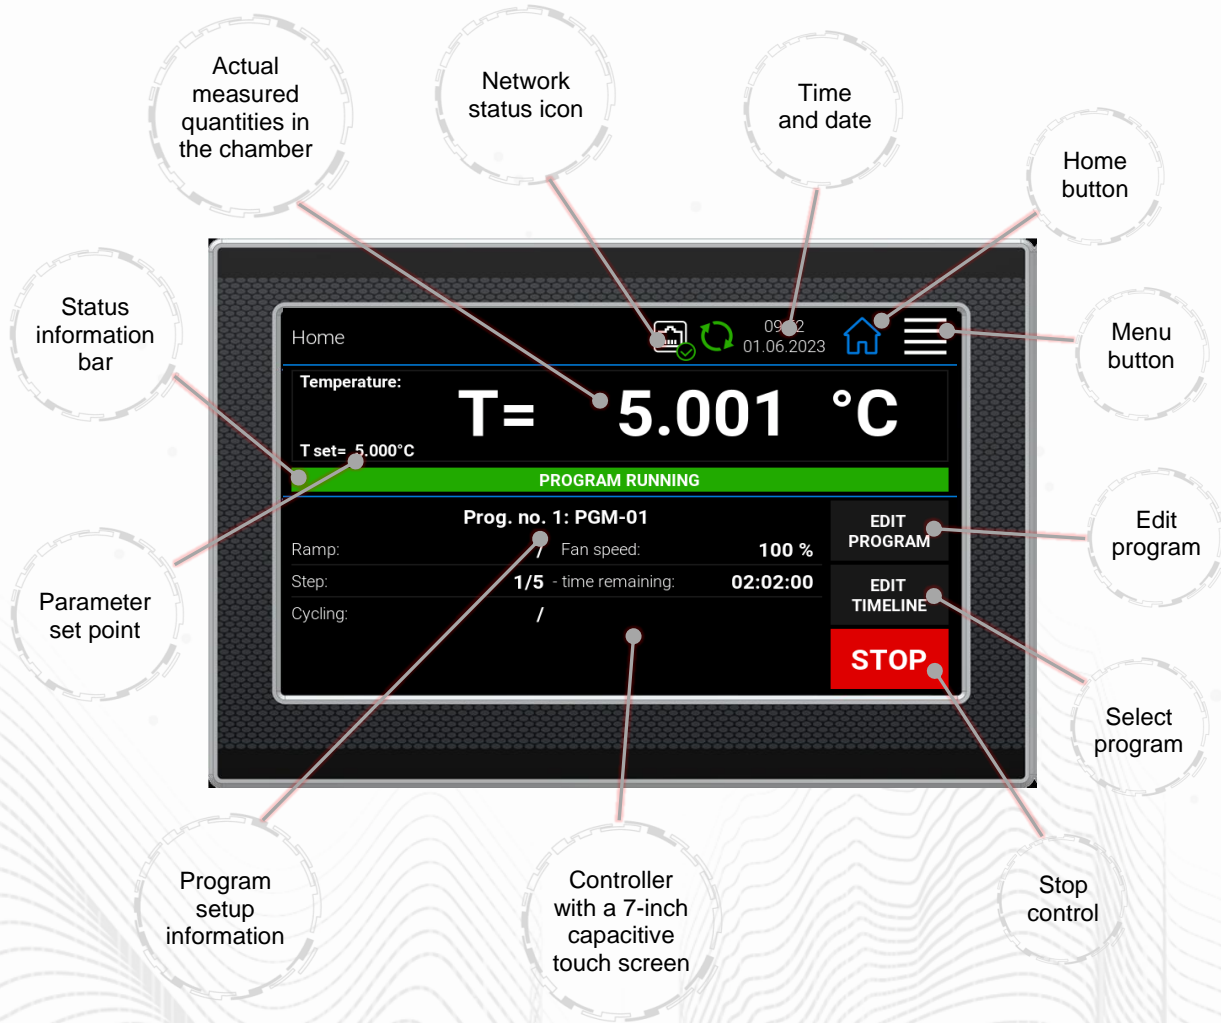 Actual
measured
quantities in
the chamber
Network
status icon
Time
and date
Home
button
Status
information
bar
Menu
button
Parameter
set point
Edit
program
Select
program
Program
setup
information
Controller
with a 7-inch
capacitive
touch screen
Stop
control
Home
01.06.2023
Temperature:
T= 5.001 °C
T set= 5.000°C
PROGRAM RUNNING
Prog. no. 1: PGM-01
Ramp: / Fan speed: 100 %
Step: 1/5 - time remaining: 02:02:00
Cycling: /
EDIT
PROGRAM
EDIT
TIMELINE
STOP